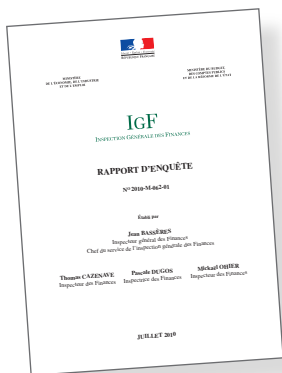 RÉPUBLIQUE FRANÇAISE
MINISTÈRE
DE L'ÉCONOMIE, DE L'INDUSTRIE
ET DE L'EMPLOI
MINISTÈRE DU BUDGET
DES COMPTES PUBLICS
ET DE LA RÉFORME DE L'ÉTAT
IGF
INSPECTION GÉNÉRALE DES FINANCES
RAPPORT D'ENQUÊTE
N° 2010-M-062-01
Établi par
Jean BASSÈRES
Inspecteur général des Finances
Chef du service de l'inspection générale des Finances
Thomas CAZENAVE
Inspecteur des Finances
Pascale DUGOS
Inspectrice des Finances
Mickaël OHIER
Inspecteur des Finances
JUILLET 2010